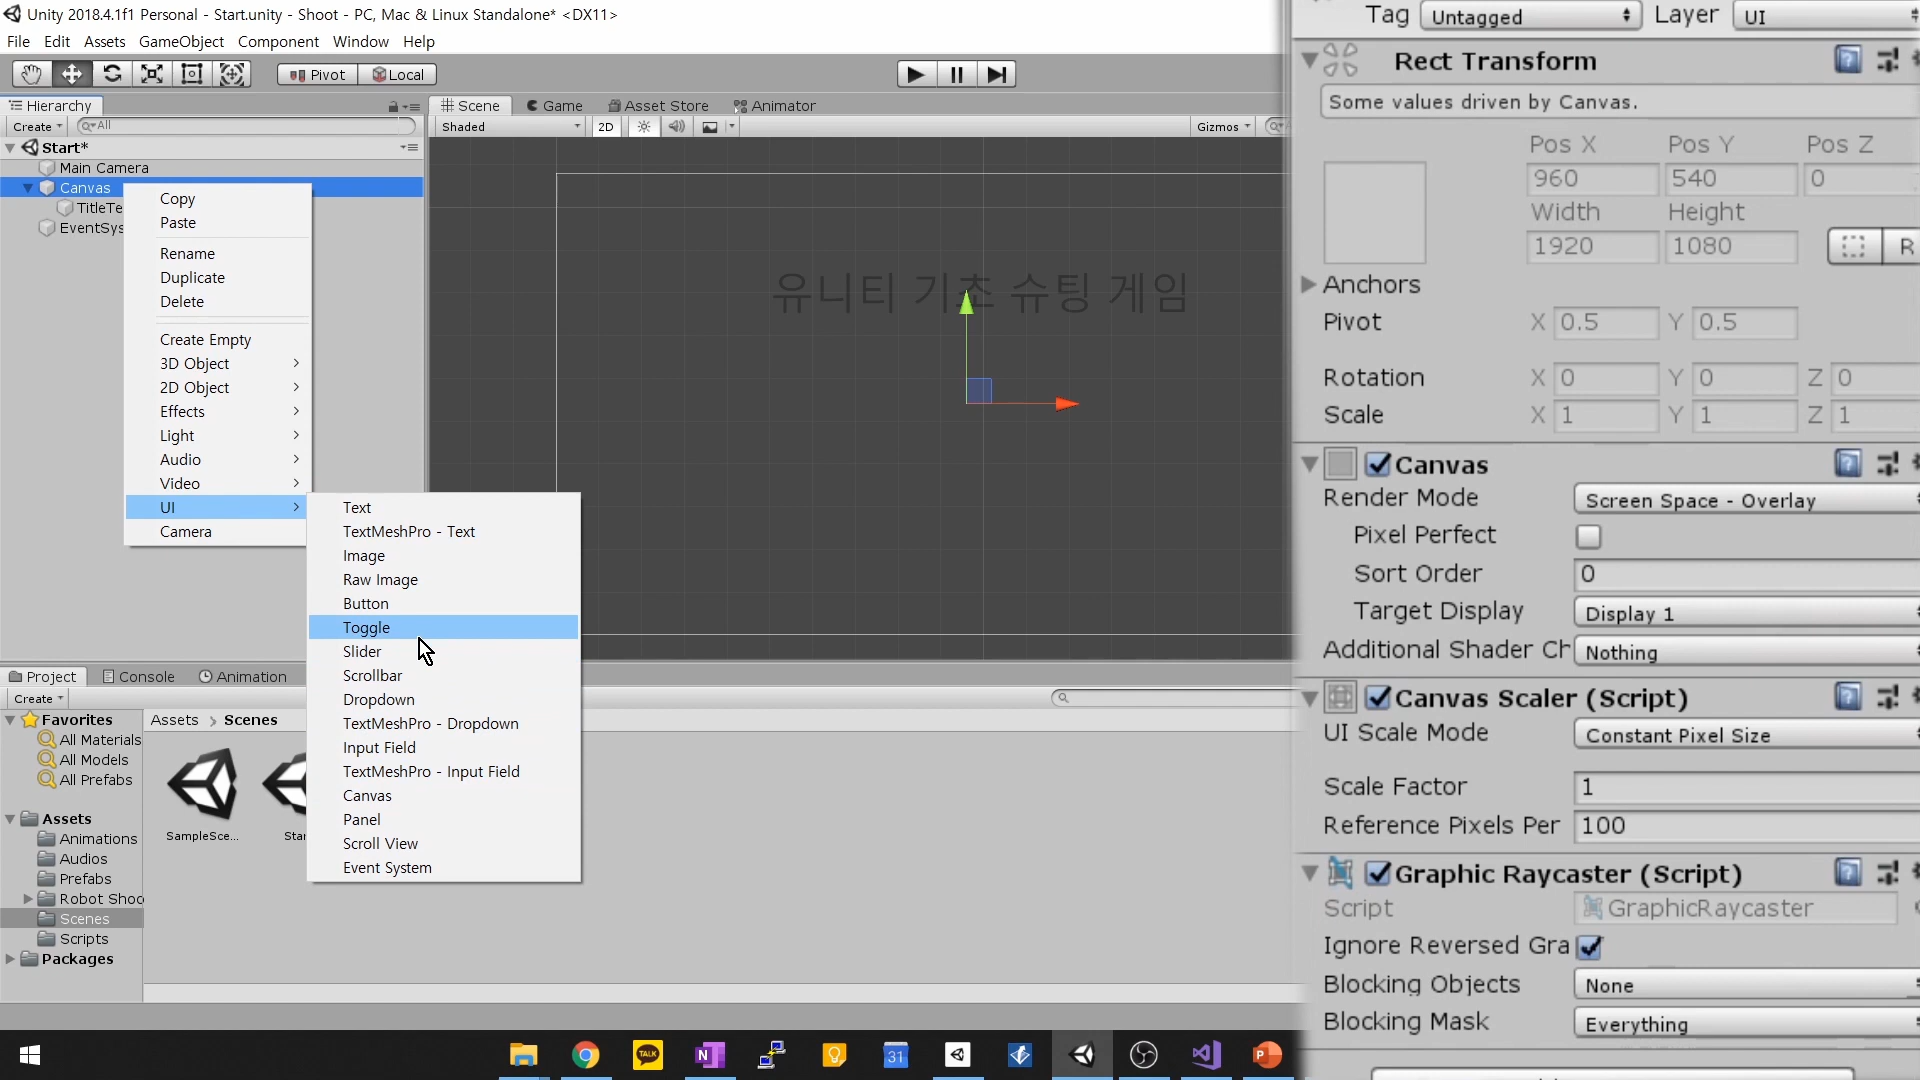 Unity 2018.4.1f1 Personal - Start.unity - Shoot - PC, Mac & Linux Standalone* <DX11>
File Edit Assets GameObject Component Window Help
Pivot Local
Hierarchy
Create All
Start*
Main Camera
Canvas
TitleTe
EventSys
Copy
Paste
Rename
Duplicate
Delete
Create Empty
3D Object
2D Object
Effects
Light
Audio
Video
UI
Camera
Text
TextMeshPro - Text
Image
Raw Image
Button
Toggle
Slider
Scrollbar
Dropdown
TextMeshPro - Dropdown
Input Field
TextMeshPro - Input Field
Canvas
Panel
Scroll View
Event System
Scene Game Asset Store Animator
Shaded 2D Gizmos
유니티 기초 슈팅 게임
Project Console Animation
Create
Favorites
All Materials
All Models
All Prefabs
Assets
Animations
Audios
Prefabs
Robot Shoo
Scenes
Scripts
Packages
Assets > Scenes
SampleSce... Star
Tag Untagged Layer UI
Rect Transform
Some values driven by Canvas.
Pos X Pos Y Pos Z
960 540 0
Width Height
1920 1080
R
Anchors
Pivot X 0.5 Y 0.5
Rotation X 0 Y 0 Z 0
Scale X 1 Y 1 Z 1
Canvas
Render Mode Screen Space - Overlay
Pixel Perfect
Sort Order 0
Target Display Display 1
Additional Shader Ch Nothing
Canvas Scaler (Script)
UI Scale Mode Constant Pixel Size
Scale Factor 1
Reference Pixels Per 100
Graphic Raycaster (Script)
Script GraphicRaycaster
Ignore Reversed Gra
Blocking Objects None
Blocking Mask Everything
TALK N 31 P